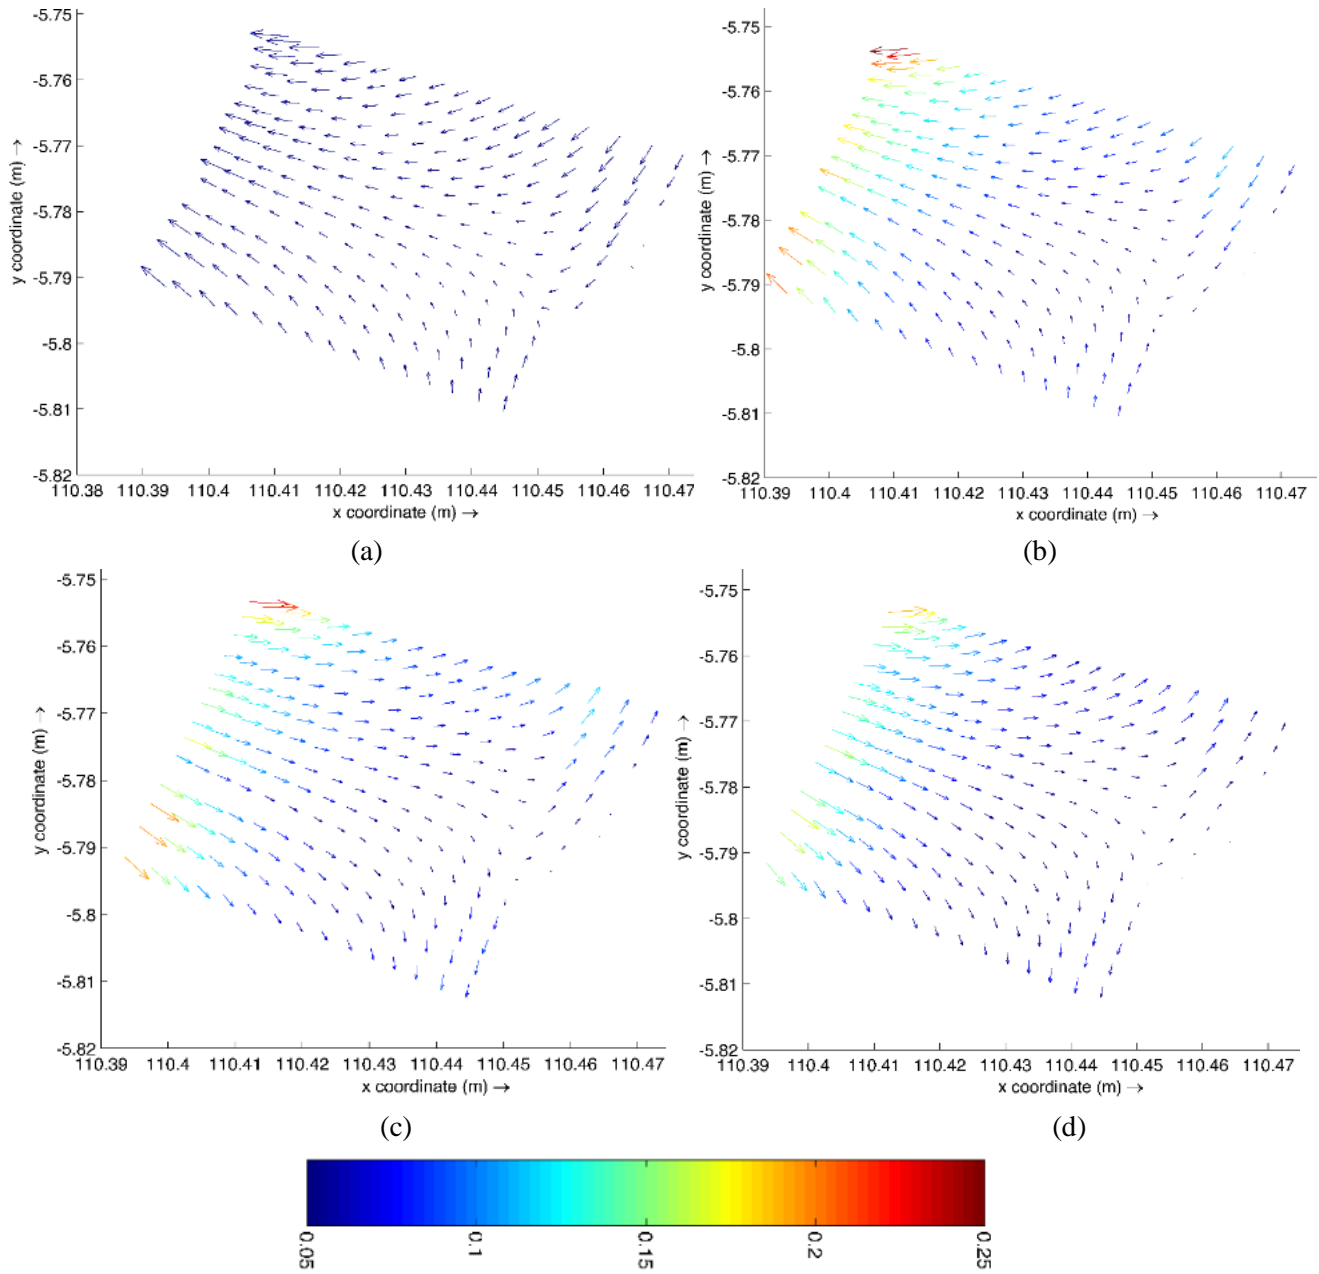 -5.75
-5.76
-5.77
-5.78
-5.79
-5.8
-5.81
-5.82
y coordinate (m) →
110.38 110.39 110.4 110.41 110.42 110.43 110.44 110.45 110.46 110.47
x coordinate (m) →
(a)
-5.75
-5.76
-5.77
-5.78
-5.79
-5.8
-5.81
-5.82
y coordinate (m) →
110.39 110.4 110.41 110.42 110.43 110.44 110.45 110.46 110.47
x coordinate (m) →
(b)
-5.75
-5.76
-5.77
-5.78
-5.79
-5.8
-5.81
-5.82
y coordinate (m) →
110.39 110.4 110.41 110.42 110.43 110.44 110.45 110.46 110.47
x coordinate (m) →
(c)
-5.75
-5.76
-5.77
-5.78
-5.79
-5.8
-5.81
-5.82
y coordinate (m) →
110.39 110.4 110.41 110.42 110.43 110.44 110.45 110.46 110.47
x coordinate (m) →
(d)
0.05 0.1 0.15 0.2 0.25